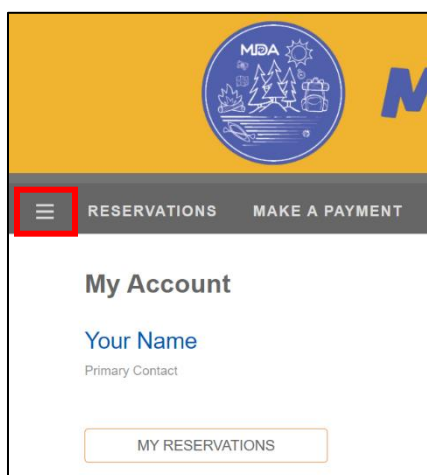 MDA
M
RESERVATIONS MAKE A PAYMENT
My Account
Your Name
Primary Contact
MY RESERVATIONS